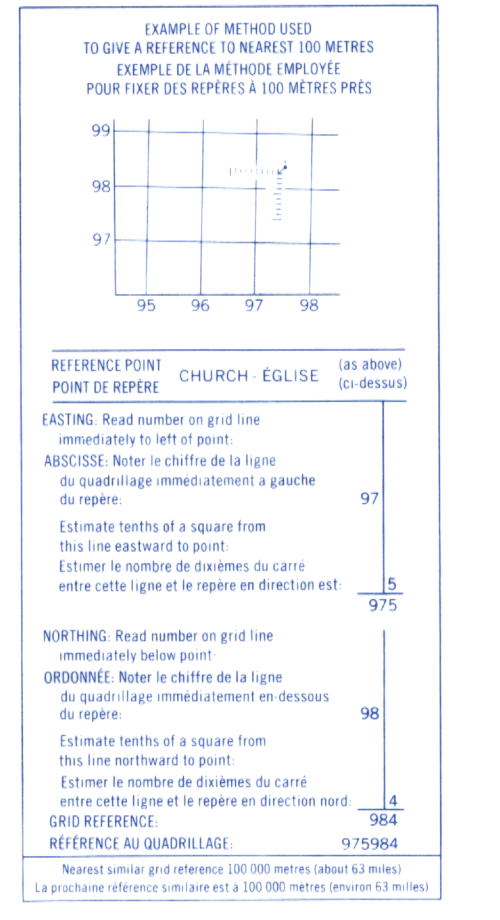 EXAMPLE OF METHOD USED
TO GIVE A REFERENCE TO NEAREST 100 METRES
EXEMPLE DE LA MÉTHODE EMPLOYÉE
POUR FIXER DES REPÈRES À 100 MÈTRES PRÈS
99
98
97
95 96 97 98
REFERENCE POINT
POINT DE REPÈRE
CHURCH - ÉGLISE
(as above)
(ci-dessus)
EASTING: Read number on grid line
immediately to left of point:
ABSCISSE: Noter le chiffre de la ligne
du quadrillage immédiatement a gauche
du repère: 97
Estimate tenths of a square from
this line eastward to point:
Estimer le nombre de dixièmes du carré
entre cette ligne et le repère en direction est: 5
975
NORTHING: Read number on grid line
immediately below point:
ORDONNÉE: Noter le chiffre de la ligne
du quadrillage immédiatement en-dessous
du repère: 98
Estimate tenths of a square from
this line northward to point:
Estimer le nombre de dixièmes du carré
entre cette ligne et le repère en direction nord: 4
GRID REFERENCE: 984
RÉFÉRENCE AU QUADRILLAGE: 975984
Nearest similar grid reference 100 000 metres (about 63 miles)
La prochaine référence similaire est à 100 000 mètres (environ 63 milles)